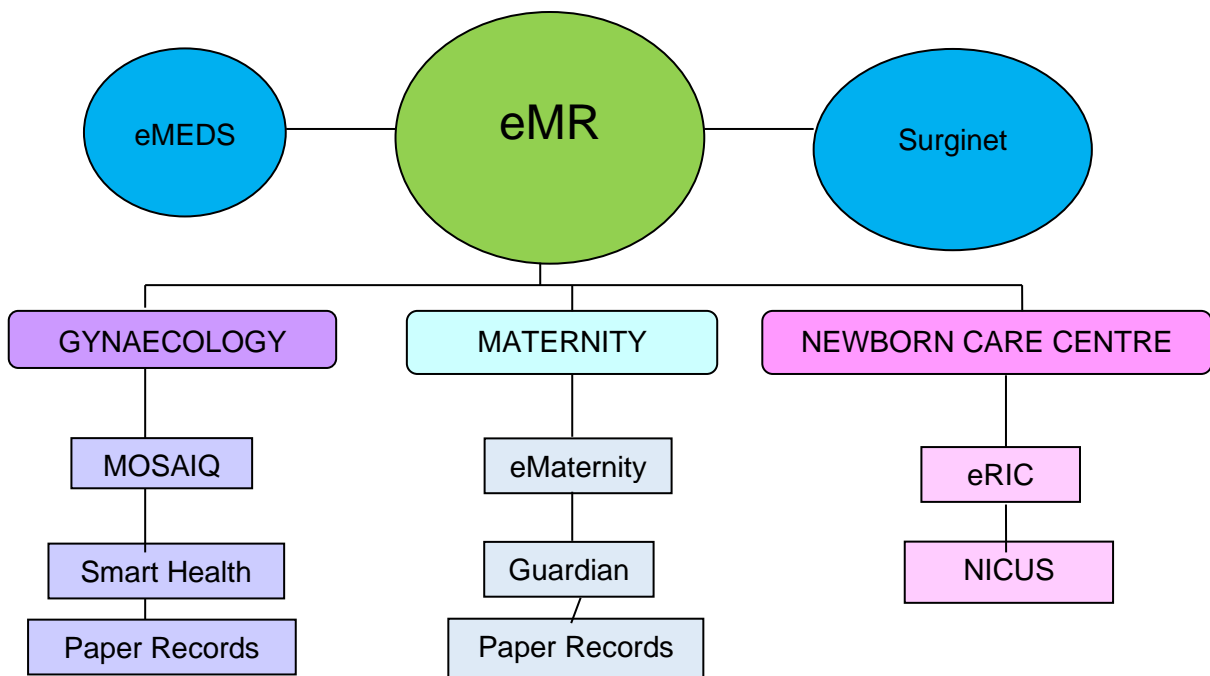 eMEDS
eMR
Surginet
GYNAECOLOGY
MATERNITY
NEWBORN CARE CENTRE
MOSAIQ
eMaternity
eRIC
Smart Health
Guardian
NICUS
Paper Records
Paper Records